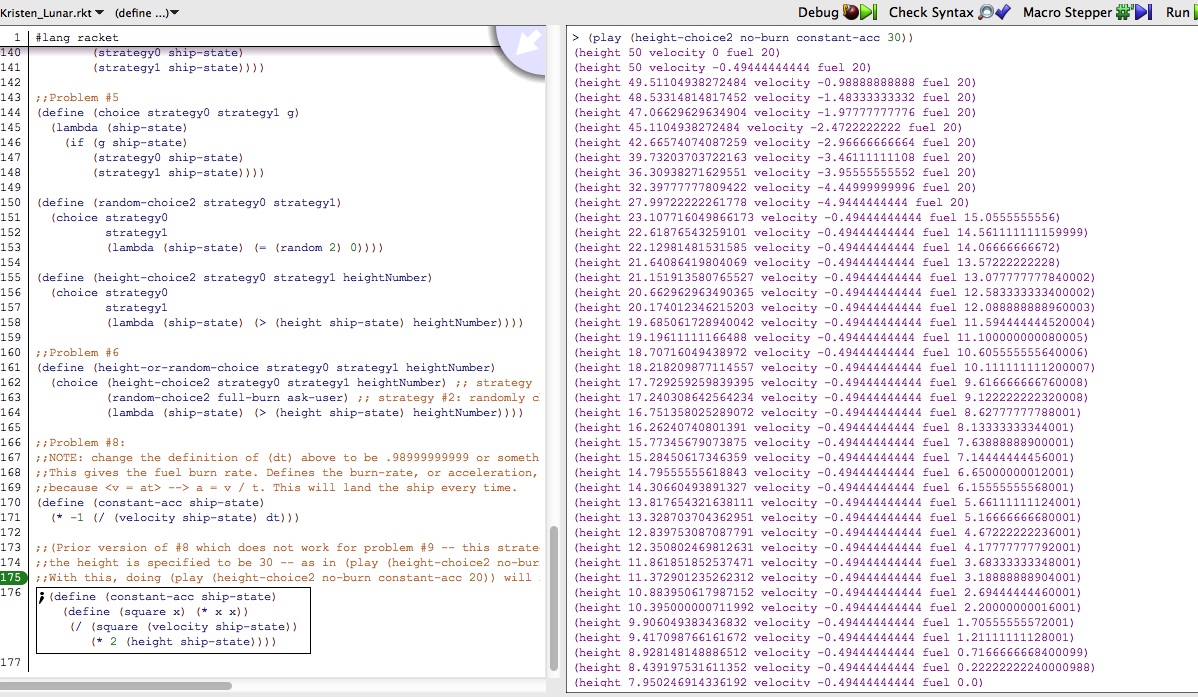 Kristen_Lunar.rkt▼ (define ...)▼
Debug Check Syntax Macro Stepper Run
1 #lang racket
140 (strategy0 ship-state)
141 (strategy1 ship-state))))
142
143 ;;Problem #5
144 (define (choice strategy0 strategy1 g)
145 (lambda (ship-state)
146 (if (g ship-state)
147 (strategy0 ship-state)
148 (strategy1 ship-state))))
149
150 (define (random-choice2 strategy0 strategy1)
151 (choice strategy0
152 strategy1
153 (lambda (ship-state) (= (random 2) 0))))
154
155 (define (height-choice2 strategy0 strategy1 heightNumber)
156 (choice strategy0
157 strategy1
158 (lambda (ship-state) (> (height ship-state) heightNumber))))
159
160 ;;Problem #6
161 (define (height-or-random-choice strategy0 strategy1 heightNumber)
162 (choice (height-choice2 strategy0 strategy1 heightNumber) ;; strategy
163 (random-choice2 full-burn ask-user) ;; strategy #2: randomly c
164 (lambda (ship-state) (> (height ship-state) heightNumber))))
165
166 ;;Problem #8:
167 ;;NOTE: change the definition of (dt) above to be .98999999999 or someth
168 ;;This gives the fuel burn rate. Defines the burn-rate, or acceleration,
169 ;;because <v = at> --> a = v / t. This will land the ship every time.
170 (define (constant-acc ship-state)
171 (* -1 (/ (velocity ship-state) dt)))
172
173 ;;(Prior version of #8 which does not work for problem #9 -- this strate
174 ;;the height is specified to be 30 -- as in (play (height-choice2 no-bur
175 ;;With this, doing (play (height-choice2 no-burn constant-acc 20)) will
176 ;(define (constant-acc ship-state)
(define (square x) (* x x))
(/ (square (velocity ship-state))
(* 2 (height ship-state))))
177
> (play (height-choice2 no-burn constant-acc 30))
(height 50 velocity 0 fuel 20)
(height 50 velocity -0.49444444444 fuel 20)
(height 49.51104938272484 velocity -0.98888888888 fuel 20)
(height 48.53314814817452 velocity -1.48333333332 fuel 20)
(height 47.06629629634904 velocity -1.97777777776 fuel 20)
(height 45.1104938272484 velocity -2.4722222222 fuel 20)
(height 42.66574074087259 velocity -2.96666666664 fuel 20)
(height 39.73203703722163 velocity -3.46111111108 fuel 20)
(height 36.30938271629551 velocity -3.95555555552 fuel 20)
(height 32.39777777809422 velocity -4.44999999996 fuel 20)
(height 27.99722222261778 velocity -4.9444444444 fuel 20)
(height 23.107716049866173 velocity -0.49444444444 fuel 15.0555555556)
(height 22.61876543259101 velocity -0.49444444444 fuel 14.561111111159999)
(height 22.12981481531585 velocity -0.49444444444 fuel 14.06666666672)
(height 21.64086419804069 velocity -0.49444444444 fuel 13.57222222228)
(height 21.151913580765527 velocity -0.49444444444 fuel 13.077777777840002)
(height 20.662962963490365 velocity -0.49444444444 fuel 12.583333333400002)
(height 20.174012346215203 velocity -0.49444444444 fuel 12.088888888960003)
(height 19.685061728940042 velocity -0.49444444444 fuel 11.594444444520004)
(height 19.19611111166488 velocity -0.49444444444 fuel 11.100000000080005)
(height 18.70716049438972 velocity -0.49444444444 fuel 10.605555555640006)
(height 18.218209877114557 velocity -0.49444444444 fuel 10.111111111200007)
(height 17.729259259839395 velocity -0.49444444444 fuel 9.616666666760008)
(height 17.240308642564234 velocity -0.49444444444 fuel 9.122222222320008)
(height 16.751358025289072 velocity -0.49444444444 fuel 8.62777777788001)
(height 16.26240740801391 velocity -0.49444444444 fuel 8.13333333344001)
(height 15.77345679073875 velocity -0.49444444444 fuel 7.63888888900001)
(height 15.28450617346359 velocity -0.49444444444 fuel 7.14444444456001)
(height 14.79555555618843 velocity -0.49444444444 fuel 6.65000000012001)
(height 14.30660493891327 velocity -0.49444444444 fuel 6.15555555568001)
(height 13.817654321638111 velocity -0.49444444444 fuel 5.66111111124001)
(height 13.328703704362951 velocity -0.49444444444 fuel 5.16666666680001)
(height 12.839753087087791 velocity -0.49444444444 fuel 4.67222222236001)
(height 12.350802469812631 velocity -0.49444444444 fuel 4.17777777792001)
(height 11.861851852537471 velocity -0.49444444444 fuel 3.68333333348001)
(height 11.372901235262312 velocity -0.49444444444 fuel 3.18888888904001)
(height 10.883950617987152 velocity -0.49444444444 fuel 2.69444444460001)
(height 10.395000000711992 velocity -0.49444444444 fuel 2.20000000016001)
(height 9.906049383436832 velocity -0.49444444444 fuel 1.70555555572001)
(height 9.417098766161672 velocity -0.49444444444 fuel 1.21111111128001)
(height 8.928148148886512 velocity -0.49444444444 fuel 0.7166666668400099)
(height 8.439197531611352 velocity -0.49444444444 fuel 0.22222222240000988)
(height 7.950246914336192 velocity -0.49444444444 fuel 0.0)